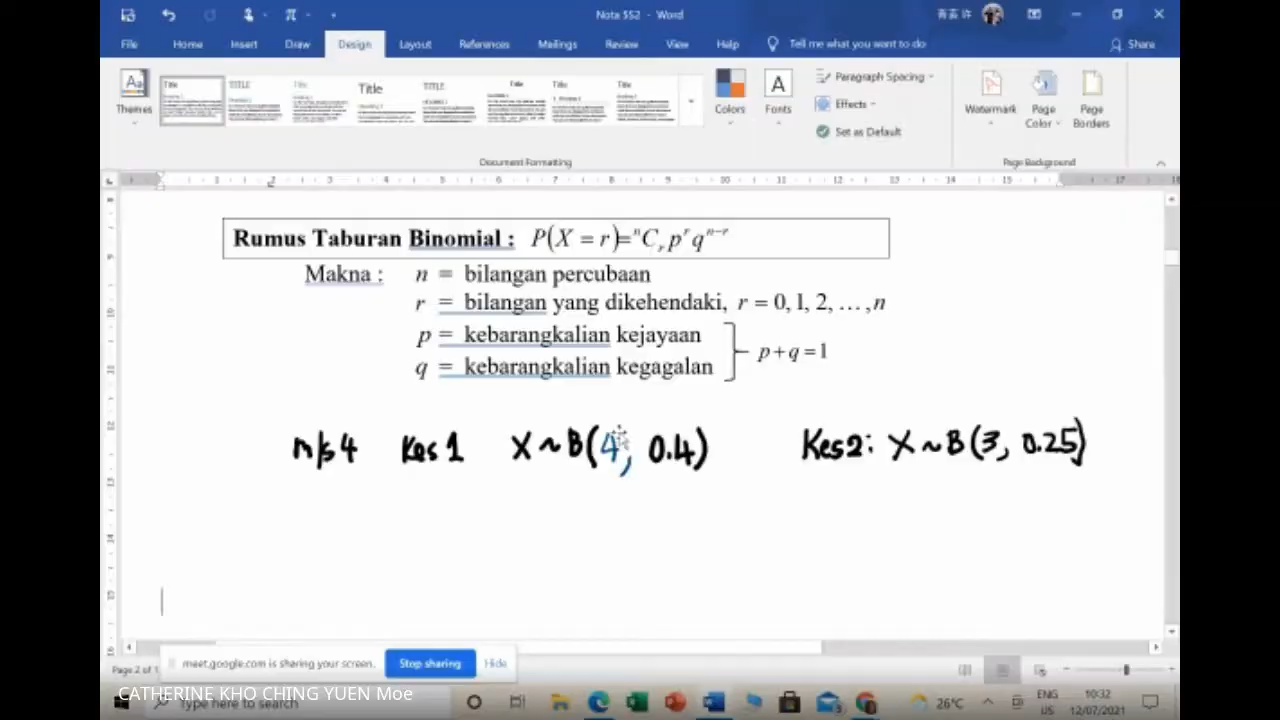 Nota SS2 - Word
File Home Insert Draw Design Layout References Mailings Review View Help Tell me what you want to do Share
Themes Colors Fonts Paragraph Spacing Effects Set as Default Watermark Page Color Page Borders
Document Formatting Page Background
Rumus Taburan Binomial : P(X = r)=ⁿCᵣ pʳ qⁿ⁻ʳ
Makna : n = bilangan percubaan
r = bilangan yang dikehendaki, r = 0, 1, 2, …, n
p = kebarangkalian kejayaan
p + q = 1
q = kebarangkalian kegagalan
m/s 4 Kes 1 X ~ B(4, 0.4) Kes 2: X ~ B(3, 0.25)
meet.google.com is sharing your screen. Stop sharing Hide
Page 2 of 1
CATHERINE KHO CHING YUEN Moe
Type here to search
26°C ENG US 10:32 12/07/2021